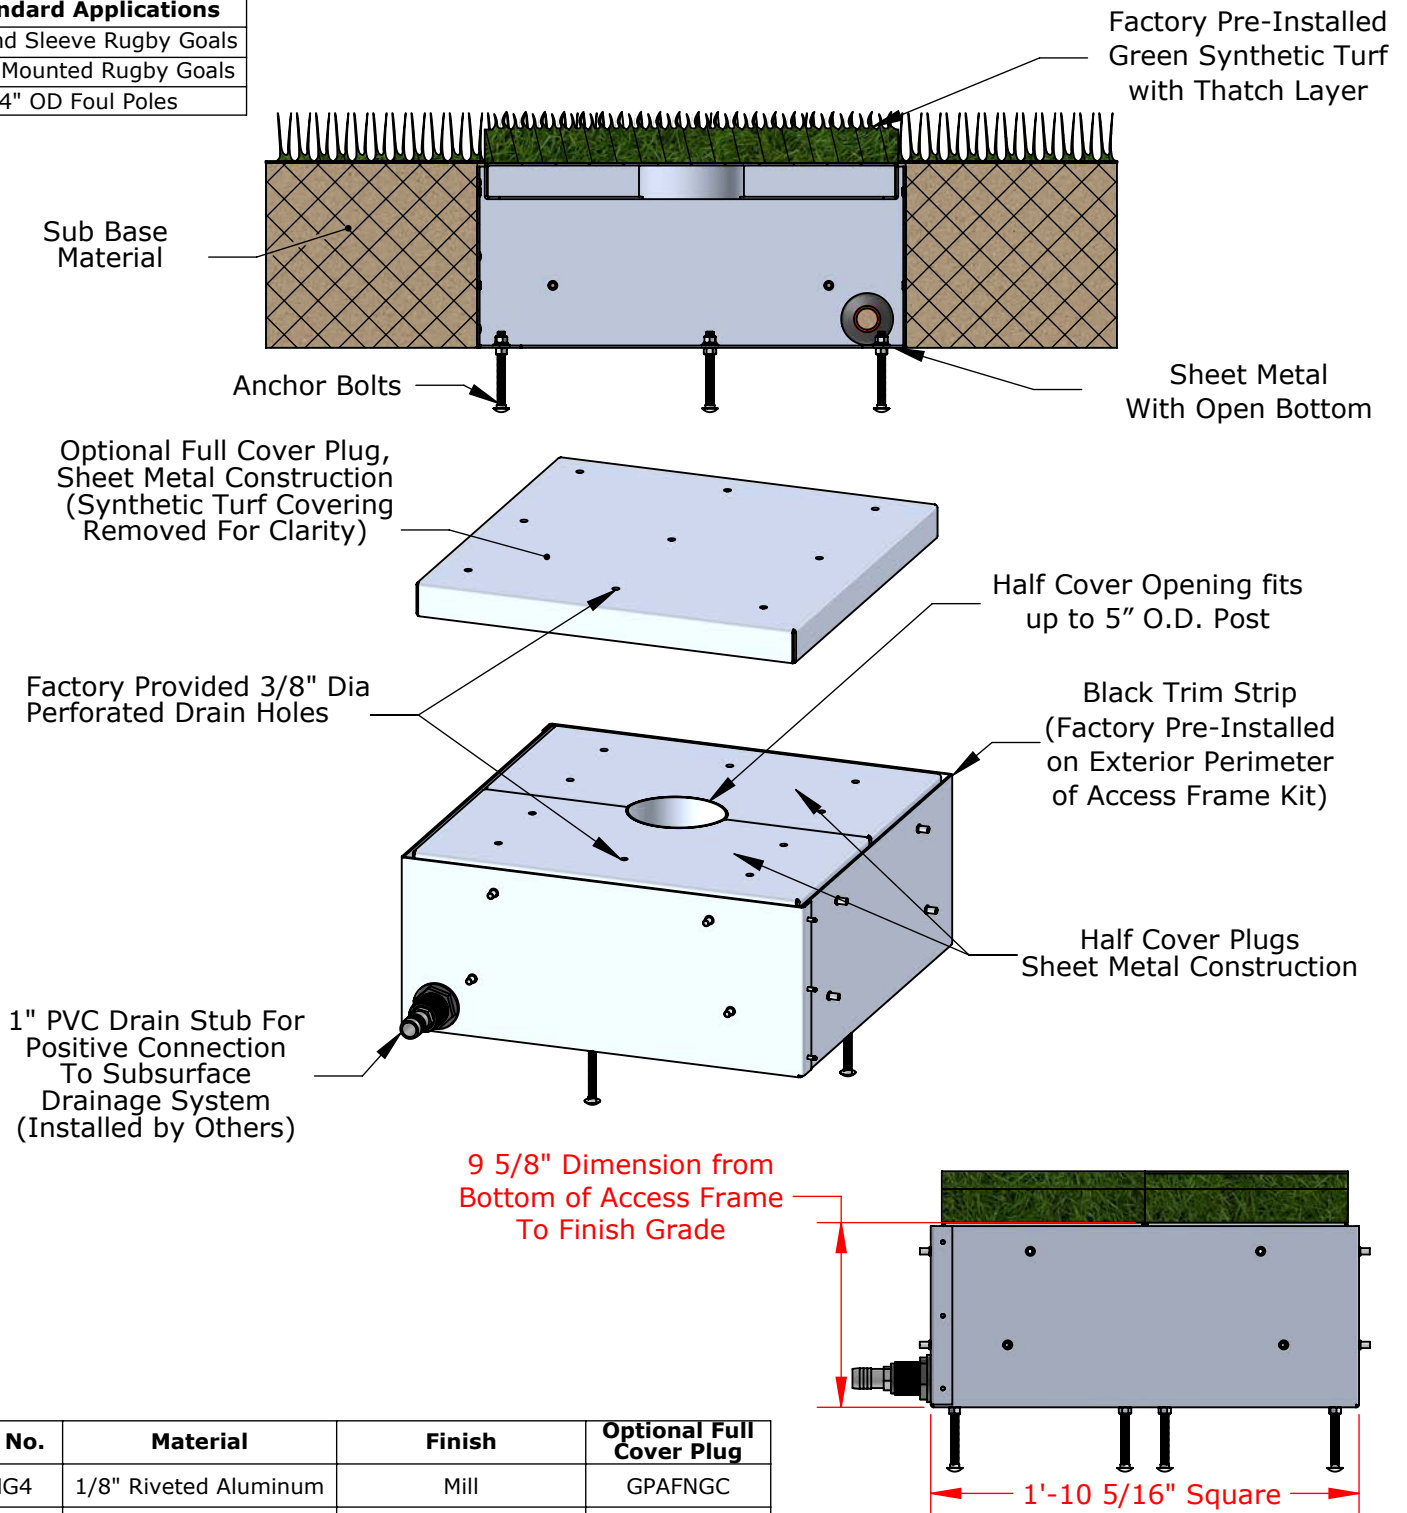 Applications
Sleeve Rugby Goals
Mounted Rugby Goals
4" OD Foul Poles
Factory Pre-Installed
Green Synthetic Turf
with Thatch Layer
Sub Base
Material
Anchor Bolts
Sheet Metal
With Open Bottom
Optional Full Cover Plug,
Sheet Metal Construction
(Synthetic Turf Covering
Removed For Clarity)
Half Cover Opening fits
up to 5” O.D. Post
Factory Provided 3/8" Dia
Perforated Drain Holes
Black Trim Strip
(Factory Pre-Installed
on Exterior Perimeter
of Access Frame Kit)
Half Cover Plugs
Sheet Metal Construction
1" PVC Drain Stub For
Positive Connection
To Subsurface
Drainage System
(Installed by Others)
9 5/8" Dimension from
Bottom of Access Frame
To Finish Grade
1'-10 5/16" Square
No. Material Finish Optional Full
Cover Plug
1/8" Riveted Aluminum Mill GPAFNGC